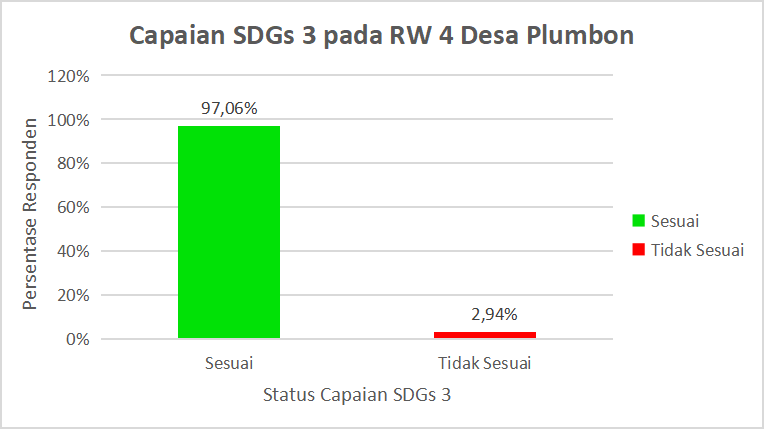 Capaian SDGs 3 pada RW 4 Desa Plumbon
120%
100%
80%
60%
40%
20%
0%
Persentase Responden
97,06%
2,94%
Sesuai
Tidak Sesuai
Status Capaian SDGs 3
Sesuai
Tidak Sesuai